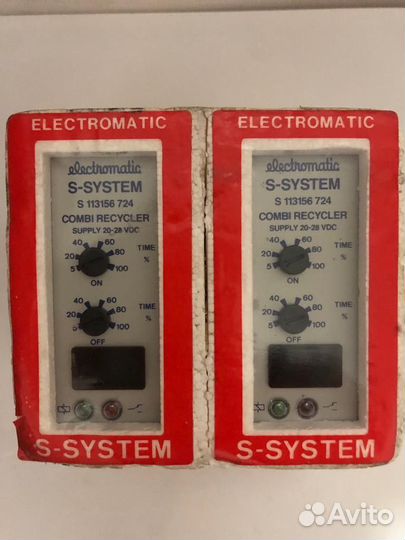 ELECTROMATIC
electromatic
S-SYSTEM
S 113156 724
COMBI RECYCLER
SUPPLY 20-28 VDC
40 60
20 80 TIME
5 100 %
ON
40 60
20 80 TIME
5 100 %
OFF
S-SYSTEM
ELECTROMATIC
electromatic
S-SYSTEM
S 113156 724
COMBI RECYCLER
SUPPLY 20-28 VDC
40 60
20 80 TIME
5 100 %
ON
40 60
20 80 TIME
5 100 %
OFF
S-SYSTEM
Avito